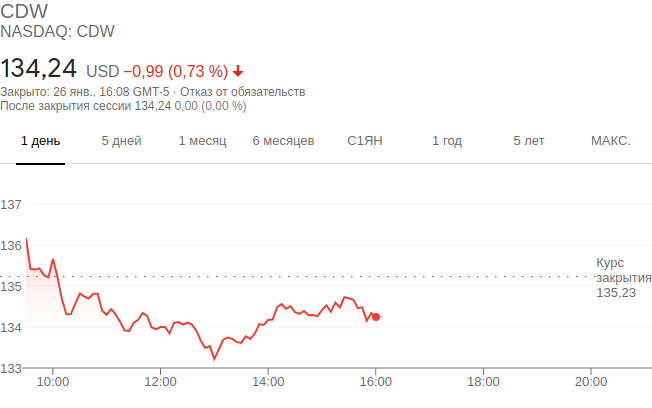 CDW
NASDAQ: CDW
134,24 USD −0,99 (0,73 %)
Закрыто: 26 янв., 16:08 GMT-5 · Отказ от обязательств
После закрытия сессии 134,24 0,00 (0,00 %)
1 день 5 дней 1 месяц 6 месяцев С1ЯН 1 год 5 лет МАКС.
137
136
Курс
закрытия
135
135,23
134
133
10:00 12:00 14:00 16:00 18:00 20:00